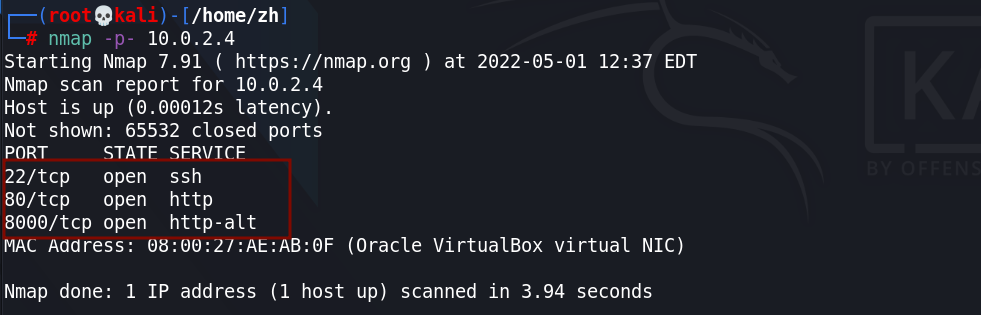 ┌──(root💀kali)-[/home/zh]
└─# nmap -p- 10.0.2.4
Starting Nmap 7.91 ( https://nmap.org ) at 2022-05-01 12:37 EDT
Nmap scan report for 10.0.2.4
Host is up (0.00012s latency).
Not shown: 65532 closed ports
PORT     STATE SERVICE
22/tcp   open  ssh
80/tcp   open  http
8000/tcp open  http-alt
MAC Address: 08:00:27:AE:AB:0F (Oracle VirtualBox virtual NIC)
Nmap done: 1 IP address (1 host up) scanned in 3.94 seconds
KA
BY OFFENS